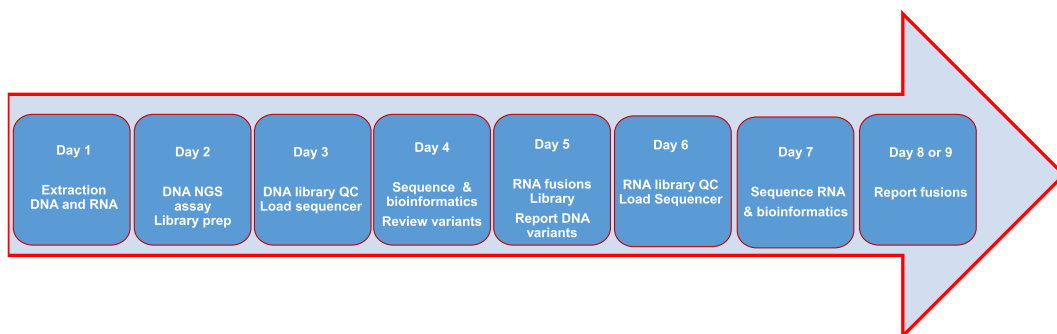 Day 1
Extraction
DNA and RNA
Day 2
DNA NGS
assay
Library prep
Day 3
DNA library QC
Load sequencer
Day 4
Sequence &
bioinformatics
Review variants
Day 5
RNA fusions
Library
Report DNA
variants
Day 6
RNA library QC
Load Sequencer
Day 7
Sequence RNA
& bioinformatics
Day 8 or 9
Report fusions